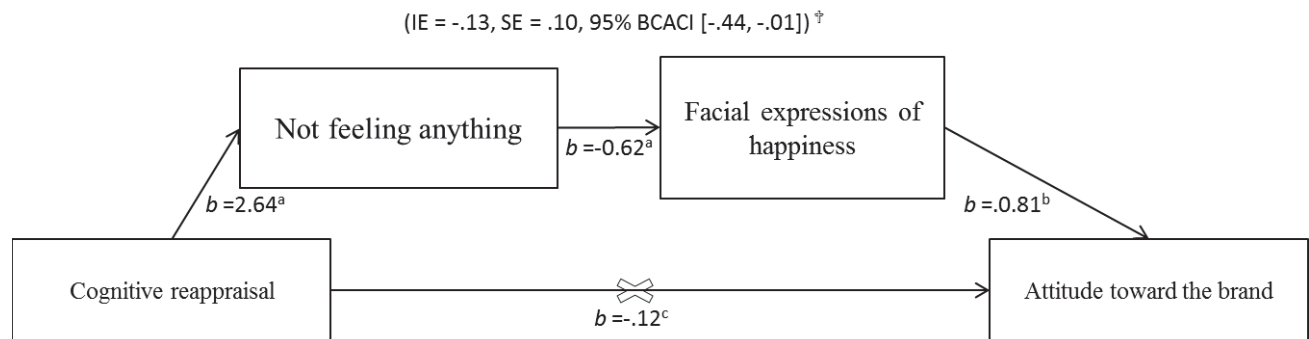 (IE = -.13, SE = .10, 95% BCACI [-.44, -.01]) †
Not feeling anything
Facial expressions of
happiness
b =-0.62ᵃ
b =2.64ᵃ
b =.0.81ᵇ
Cognitive reappraisal
Attitude toward the brand
b =-.12ᶜ